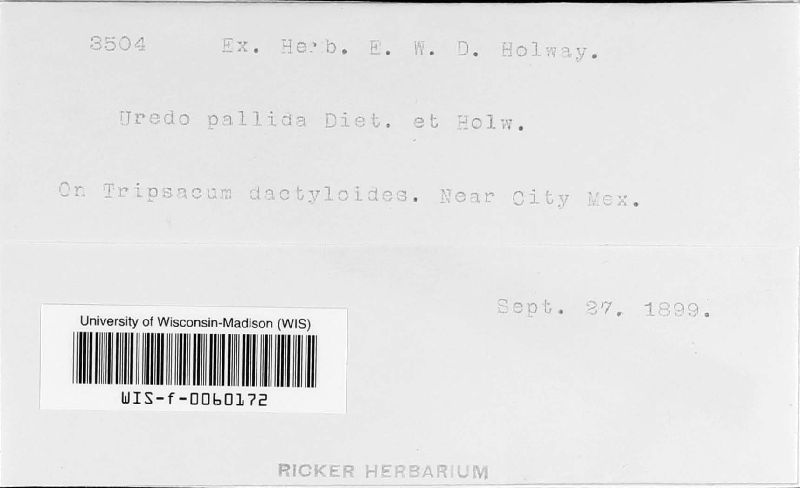 3504 Ex. Herb. E. W. D. Holway.
Uredo pallida Diet. et Holw.
On Tripsacum dactyloides. Near City Mex.
Sept. 27, 1899.
University of Wisconsin-Madison (WIS)
WIS-f-0060172
RICKER HERBARIUM